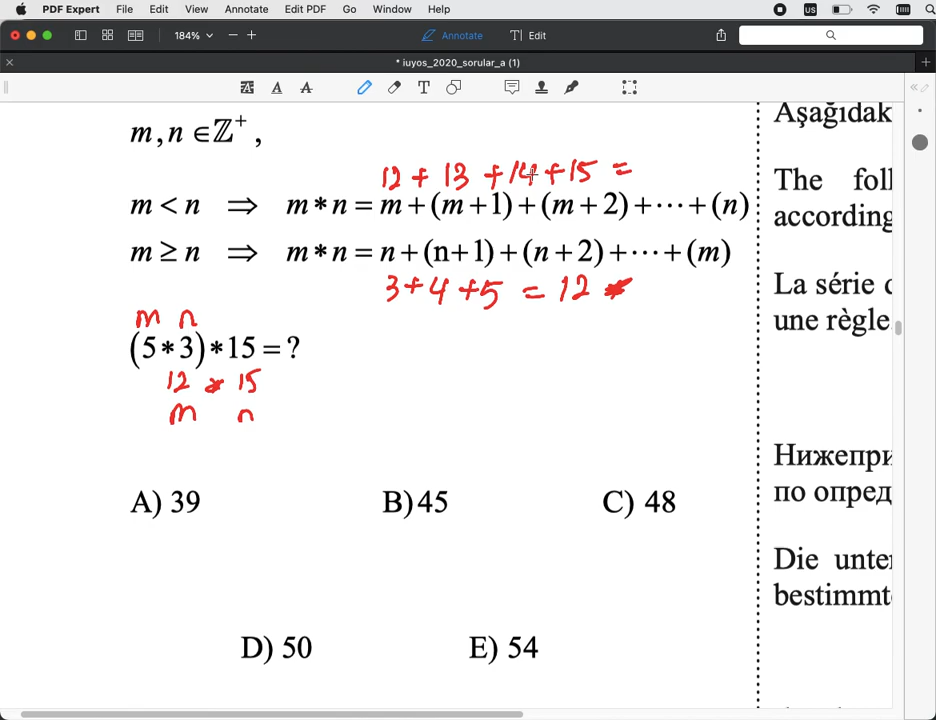 PDF Expert File Edit View Annotate Edit PDF Go Window Help US
184% Annotate Edit
* iuyos_2020_sorular_a (1)
m, n ∈ ℤ⁺,
12 + 13 + 14 + 15 =
m < n ⇒ m * n = m + (m + 1) + (m + 2) + ⋯ + (n)
m ≥ n ⇒ m * n = n + (n + 1) + (n + 2) + ⋯ + (m)
3 + 4 + 5 = 12 *
m n
(5 * 3) * 15 = ?
12 * 15
m n
A) 39 B) 45 C) 48
D) 50 E) 54
Aşağıdak
The foll
according
La série d
une règle
Нижепри
по опред
Die unter
bestimmt